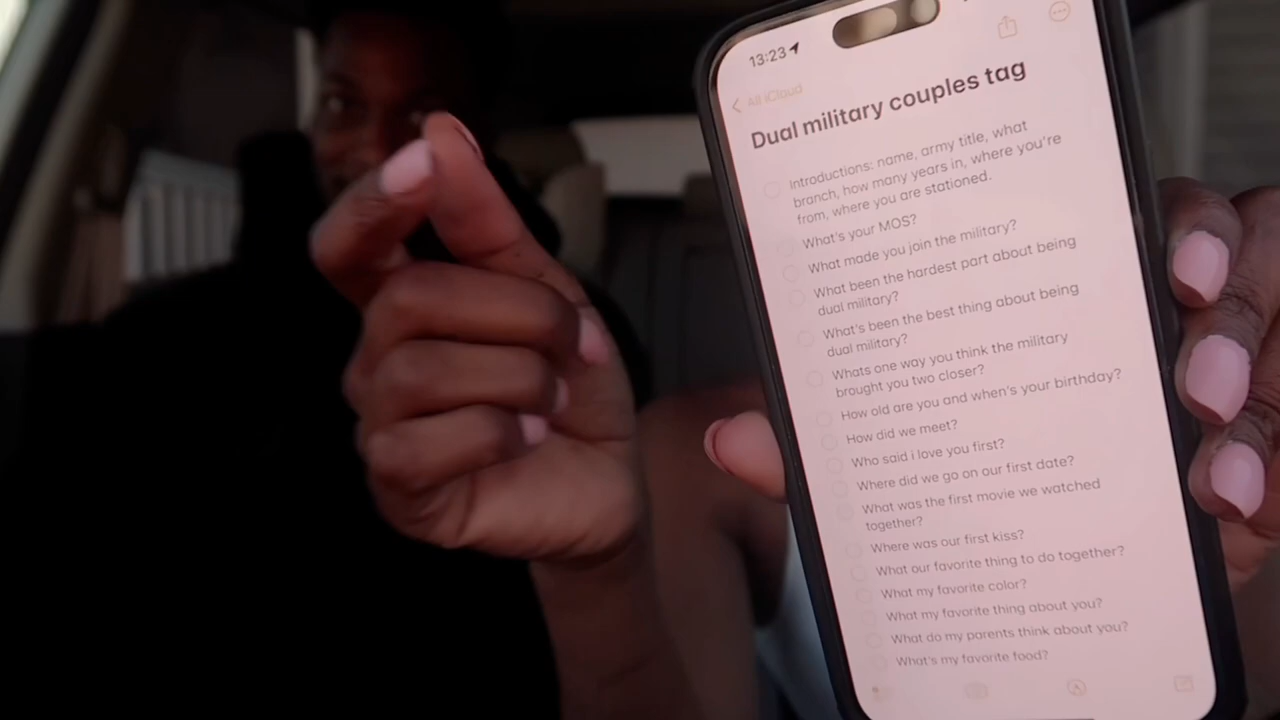 13:23
All iCloud
Dual military couples tag
Introductions: name, army title, what
branch, how many years in, where you're
from, where you are stationed.
What's your MOS?
What made you join the military?
What been the hardest part about being
dual military?
What's been the best thing about being
dual military?
Whats one way you think the military
brought you two closer?
How old are you and when's your birthday?
How did we meet?
Who said i love you first?
Where did we go on our first date?
What was the first movie we watched
together?
Where was our first kiss?
What our favorite thing to do together?
What my favorite color?
What my favorite thing about you?
What do my parents think about you?
What's my favorite food?